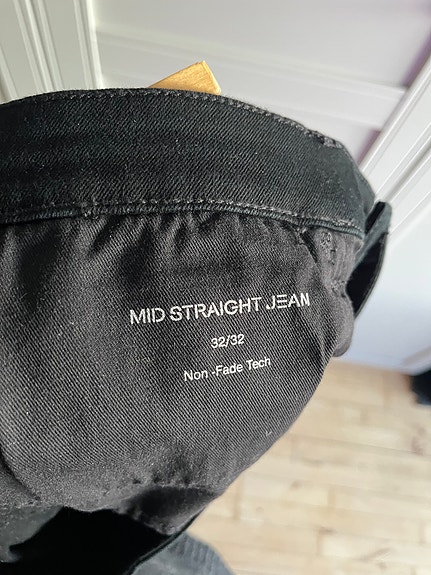 MID STRAIGHT JEAN
32/32
Non -Fade Tech